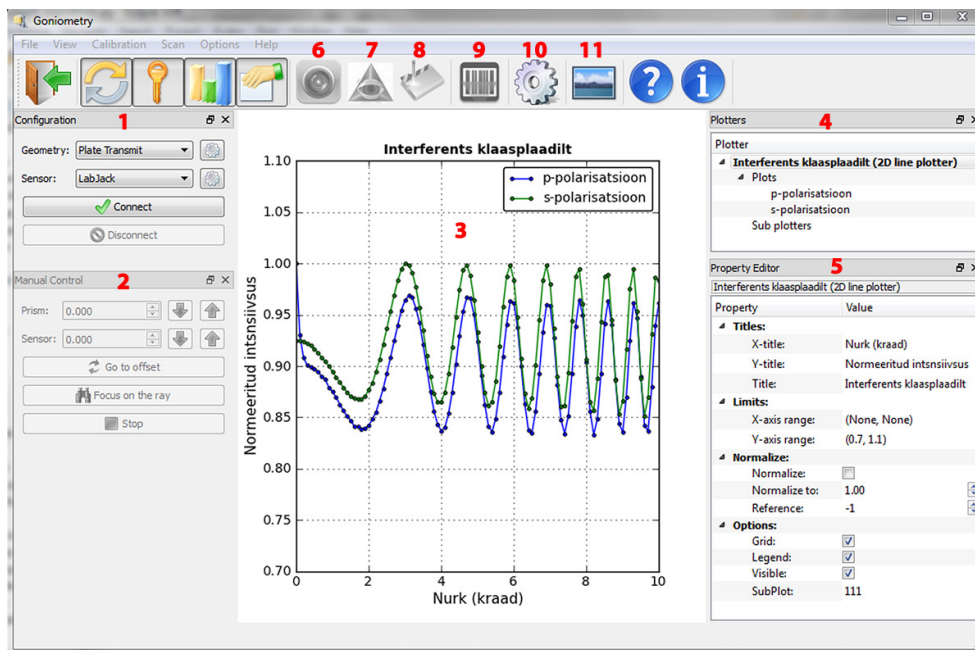 Goniometry
File View Calibration Scan Options Help
6 7 8 9 10 11
Configuration
1
Geometry: Plate Transmit
Sensor: LabJack
Connect
Disconnect
Manual Control
2
Prism: 0.000
Sensor: 0.000
Go to offset
Focus on the ray
Stop
Interferents klaasplaadilt
p-polarisatsioon
s-polarisatsioon
3
Normeeritud intsnsiivsus
1.10
1.05
1.00
0.95
0.90
0.85
0.80
0.75
0.70
0 2 4 6 8 10
Nurk (kraad)
Plotters
4
Plotter
Interferents klaasplaadilt (2D line plotter)
Plots
p-polarisatsioon
s-polarisatsioon
Sub plotters
Property Editor
5
Interferents klaasplaadilt (2D line plotter)
Property Value
Titles:
X-title: Nurk (kraad)
Y-title: Normeeritud intsnsiivsus
Title: Interferents klaasplaadilt
Limits:
X-axis range: (None, None)
Y-axis range: (0.7, 1.1)
Normalize:
Normalize:
Normalize to: 1.00
Reference: -1
Options:
Grid:
Legend:
Visible:
SubPlot: 111